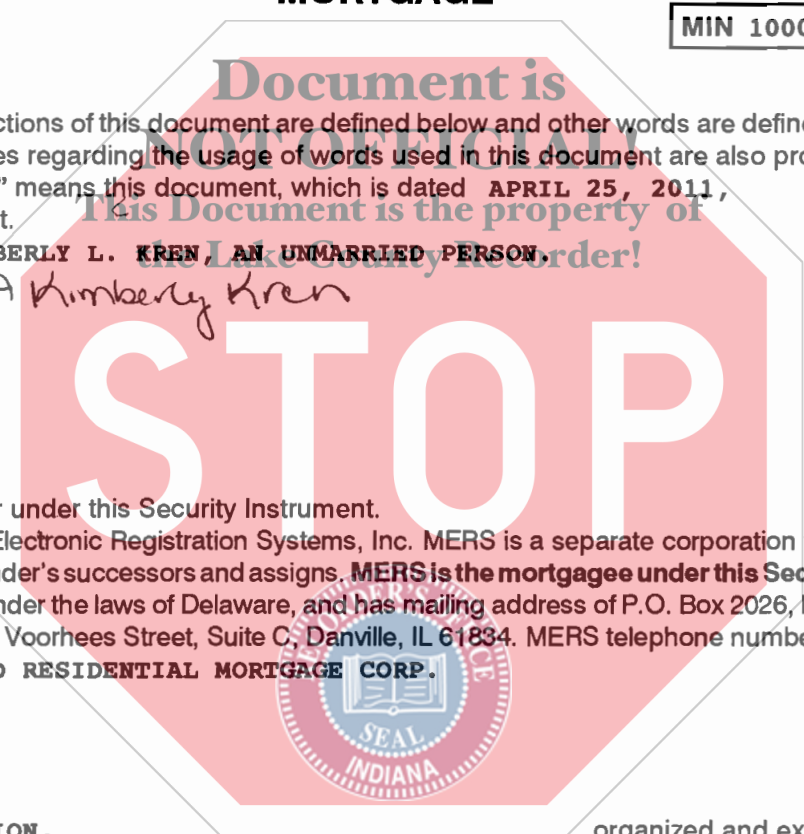 MORTGAGE
MIN 1000
Document is
ctions of this document are defined below and other words are define
NOT OFFICIAL!
es regarding the usage of words used in this document are also pro
" means this document, which is dated APRIL 25, 2011,
This Document is the property of
t.
BERLY L. KREN, AN UNMARRIED PERSON.
the Lake County Recorder!
A Kimberly Kren
STOP
r under this Security Instrument.
Electronic Registration Systems, Inc. MERS is a separate corporation
der's successors and assigns. MERS is the mortgagee under this Sec
nder the laws of Delaware, and has mailing address of P.O. Box 2026,
Voorhees Street, Suite C, Danville, IL 61834. MERS telephone numbe
D RESIDENTIAL MORTGAGE CORP.
RECORDER'S OFFICE
SEAL
INDIANA
ION.
organized and ex